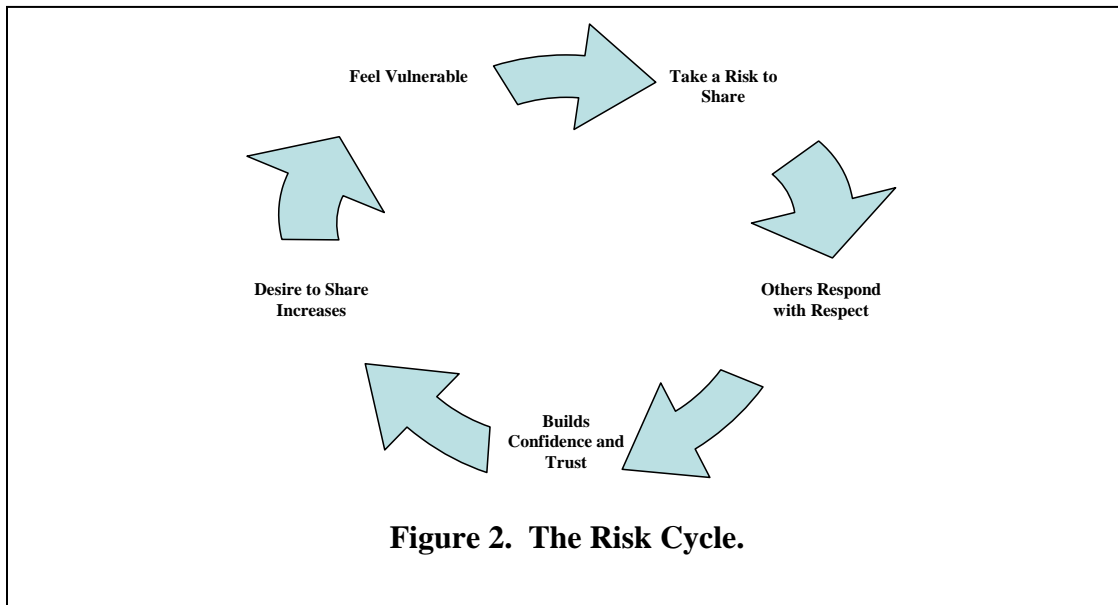 Feel Vulnerable
Take a Risk to
Share
Others Respond
with Respect
Builds
Confidence and
Trust
Desire to Share
Increases
Figure 2.  The Risk Cycle.